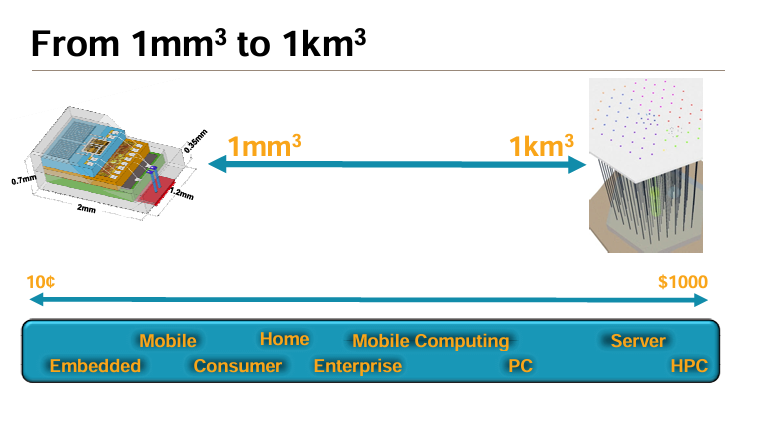 From 1mm³ to 1km³
1mm³
1km³
0.35mm
0.7mm
1.2mm
2mm
10¢
$1000
Mobile
Home
Mobile Computing
Server
Embedded
Consumer
Enterprise
PC
HPC